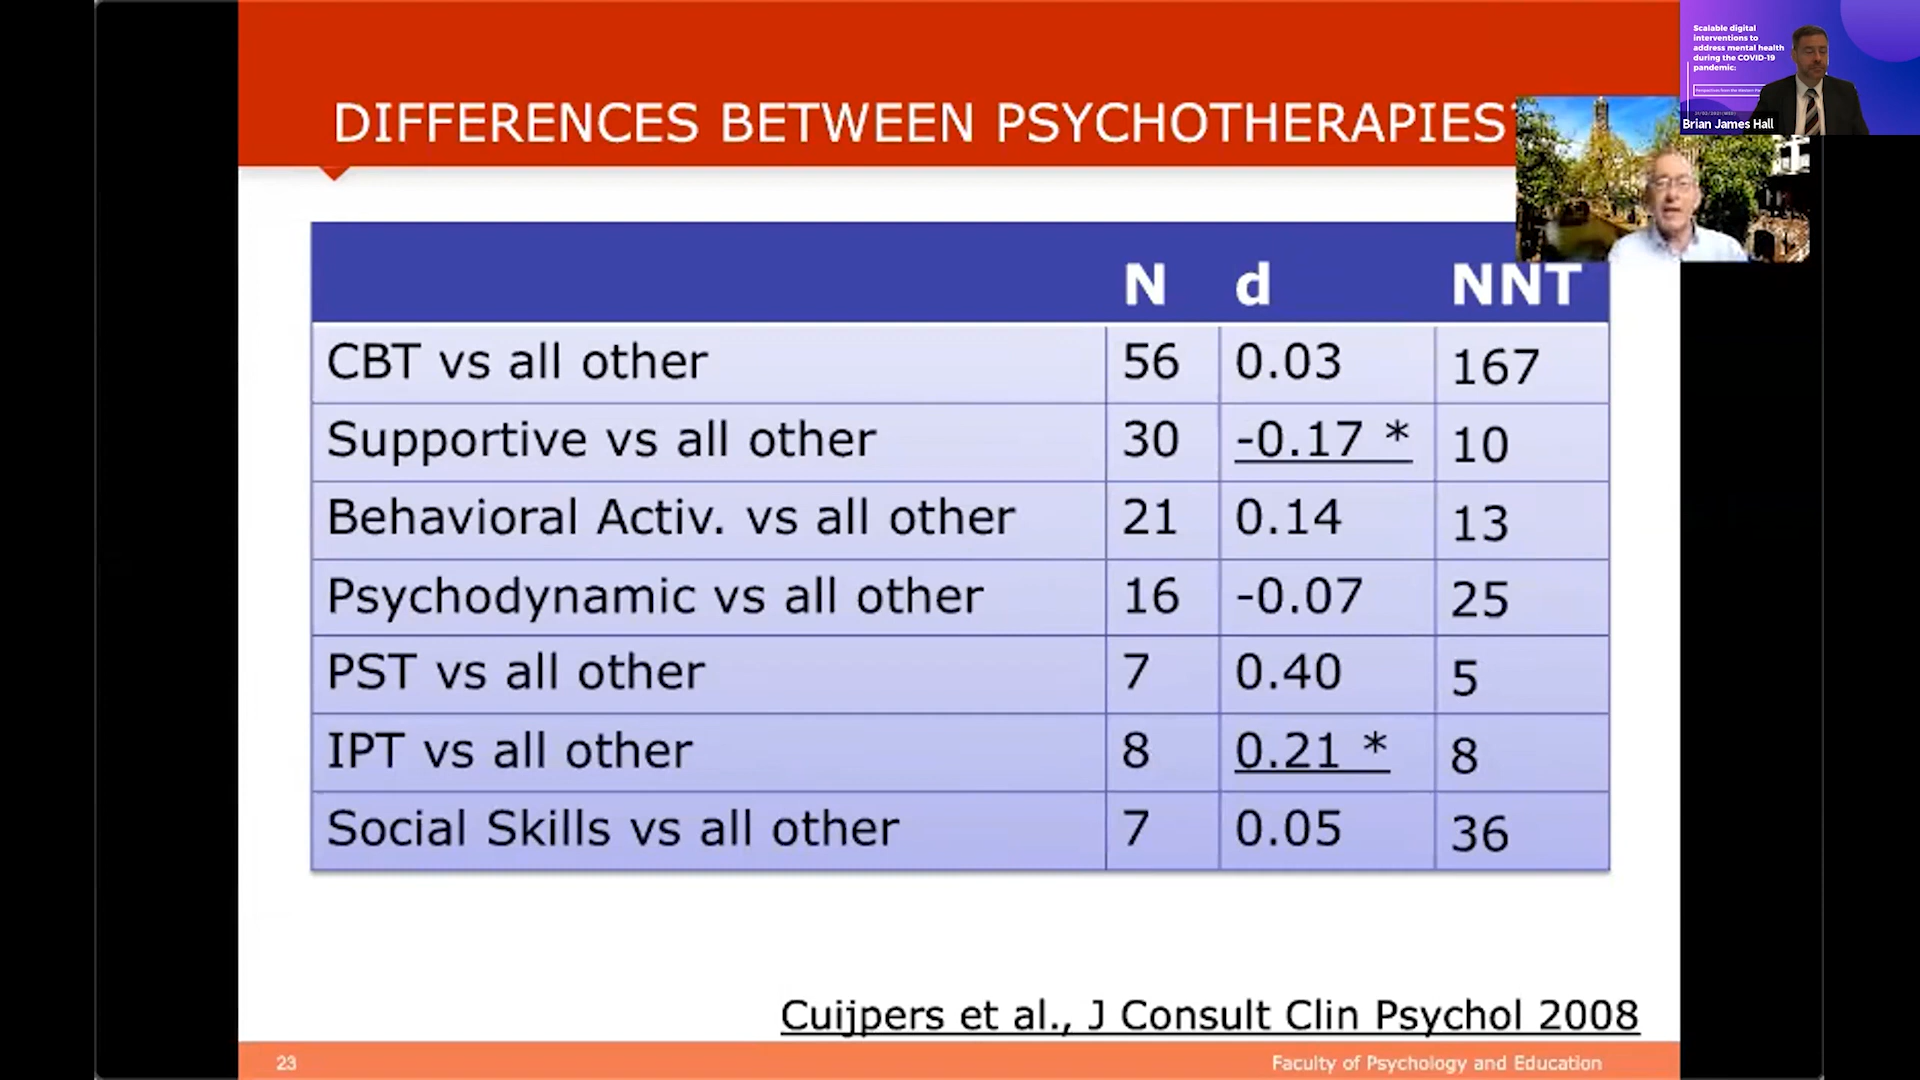 DIFFERENCES BETWEEN PSYCHOTHERAPIES
Scalable digital
interventions to
address mental health
during the COVID-19
pandemic:
Brian James Hall
N d NNT
CBT vs all other 56 0.03 167
Supportive vs all other 30 -0.17 * 10
Behavioral Activ. vs all other 21 0.14 13
Psychodynamic vs all other 16 -0.07 25
PST vs all other 7 0.40 5
IPT vs all other 8 0.21 * 8
Social Skills vs all other 7 0.05 36
Cuijpers et al., J Consult Clin Psychol 2008
23
Faculty of Psychology and Education